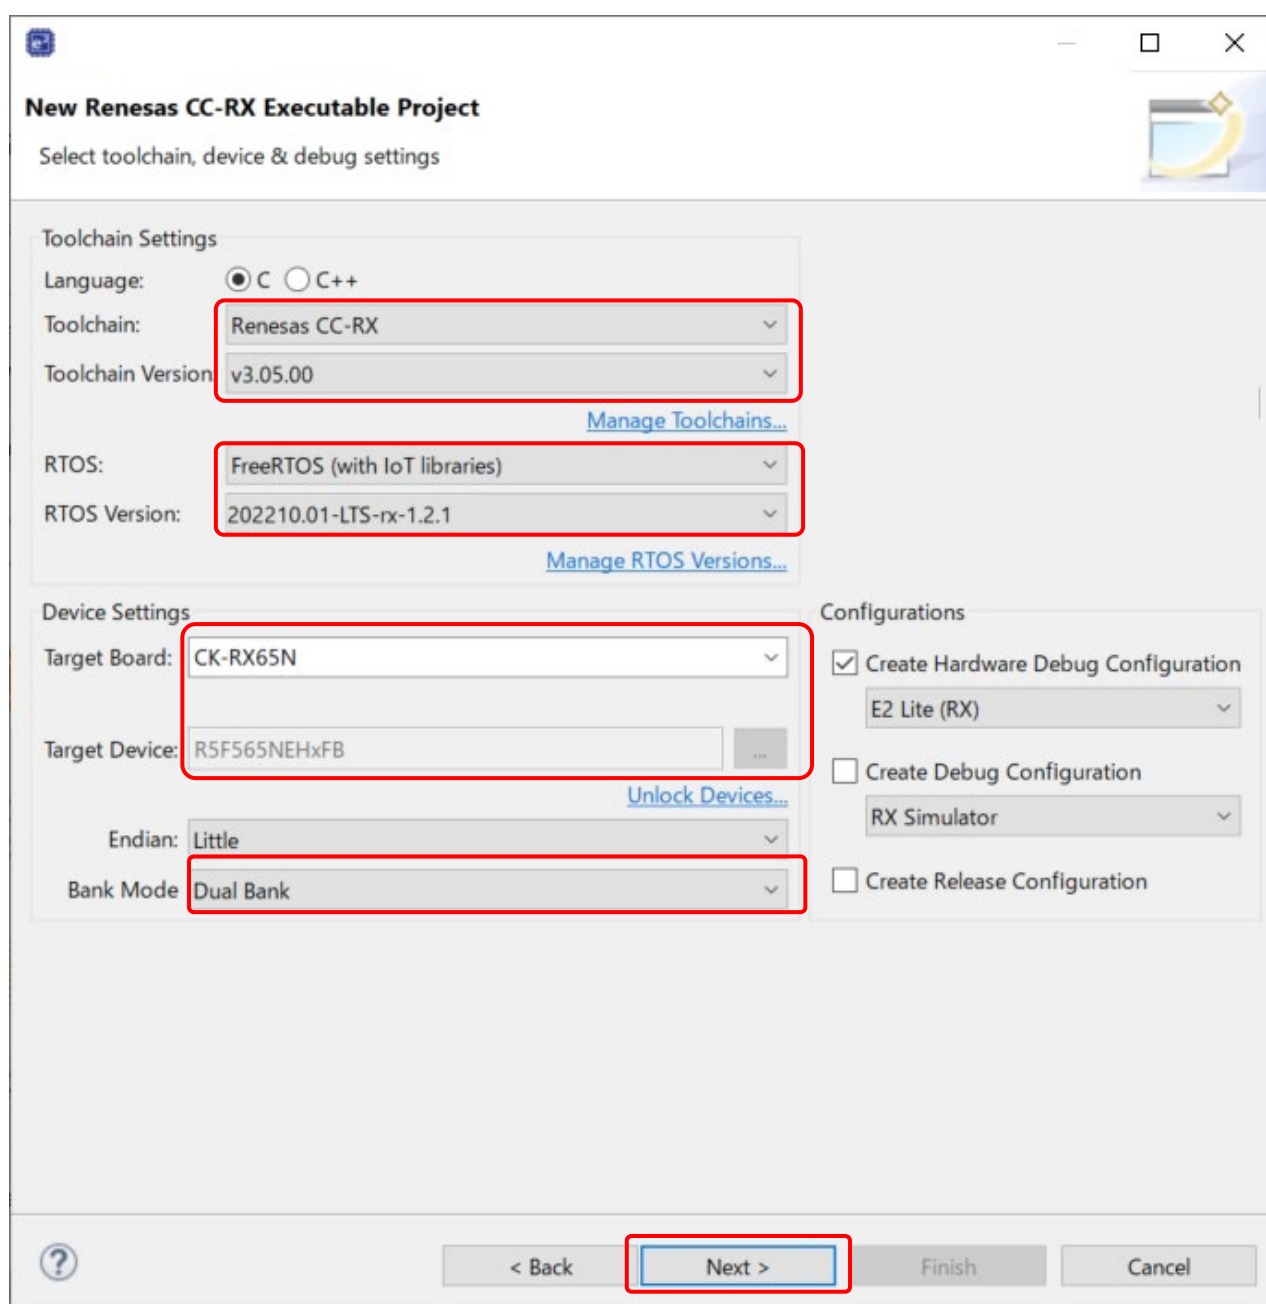 New Renesas CC-RX Executable Project
Select toolchain, device & debug settings
Toolchain Settings
Language: C C++
Toolchain: Renesas CC-RX
Toolchain Version: v3.05.00
Manage Toolchains...
RTOS: FreeRTOS (with IoT libraries)
RTOS Version: 202210.01-LTS-rx-1.2.1
Manage RTOS Versions...
Device Settings
Target Board: CK-RX65N
Target Device: R5F565NEHxFB ...
Unlock Devices...
Endian: Little
Bank Mode Dual Bank
Configurations
Create Hardware Debug Configuration
E2 Lite (RX)
Create Debug Configuration
RX Simulator
Create Release Configuration
? < Back Next > Finish Cancel